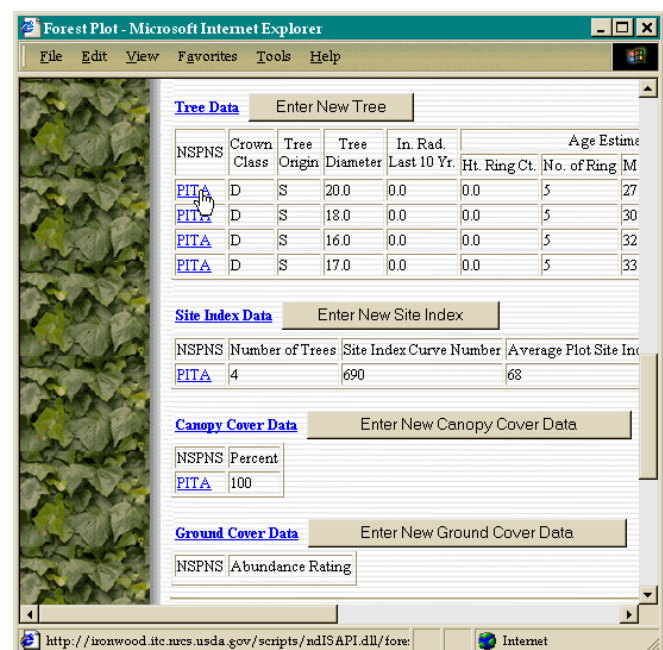 Forest Plot - Microsoft Internet Explorer
File Edit View Favorites Tools Help
Tree Data Enter New Tree
NSPNS Crown Class Tree Origin Tree Diameter In. Rad. Last 10 Yr. Age Estima
Ht. Ring Ct. No. of Ring M
PITA D S 20.0 0.0 0.0 5 27
PITA D S 18.0 0.0 0.0 5 30
PITA D S 16.0 0.0 0.0 5 32
PITA D S 17.0 0.0 0.0 5 33
Site Index Data Enter New Site Index
NSPNS Number of Trees Site Index Curve Number Average Plot Site Inc
PITA 4 690 68
Canopy Cover Data Enter New Canopy Cover Data
NSPNS Percent
PITA 100
Ground Cover Data Enter New Ground Cover Data
NSPNS Abundance Rating
http://ironwood.itc.nrcs.usda.gov/scripts/ndISAPI.dll/fore: Internet